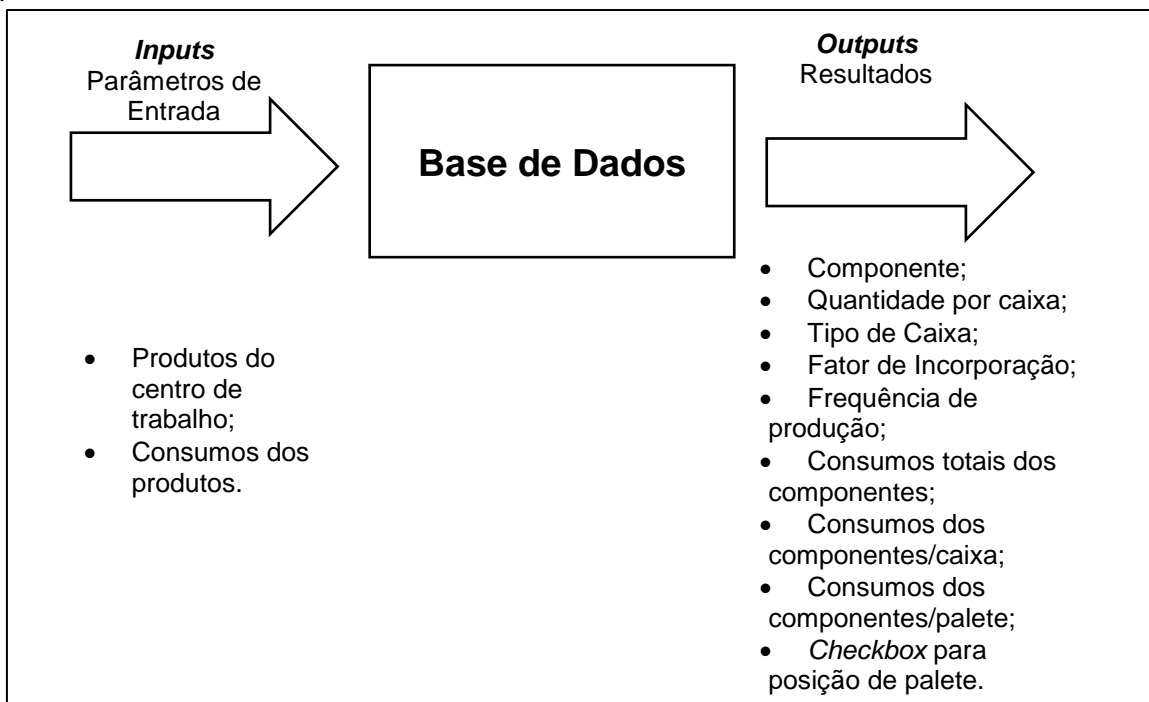 Inputs
Parâmetros de
Entrada
• Produtos do
centro de
trabalho;
• Consumos dos
produtos.
Base de Dados
Outputs
Resultados
• Componente;
• Quantidade por caixa;
• Tipo de Caixa;
• Fator de Incorporação;
• Frequência de
produção;
• Consumos totais dos
componentes;
• Consumos dos
componentes/caixa;
• Consumos dos
componentes/palete;
• Checkbox para
posição de palete.